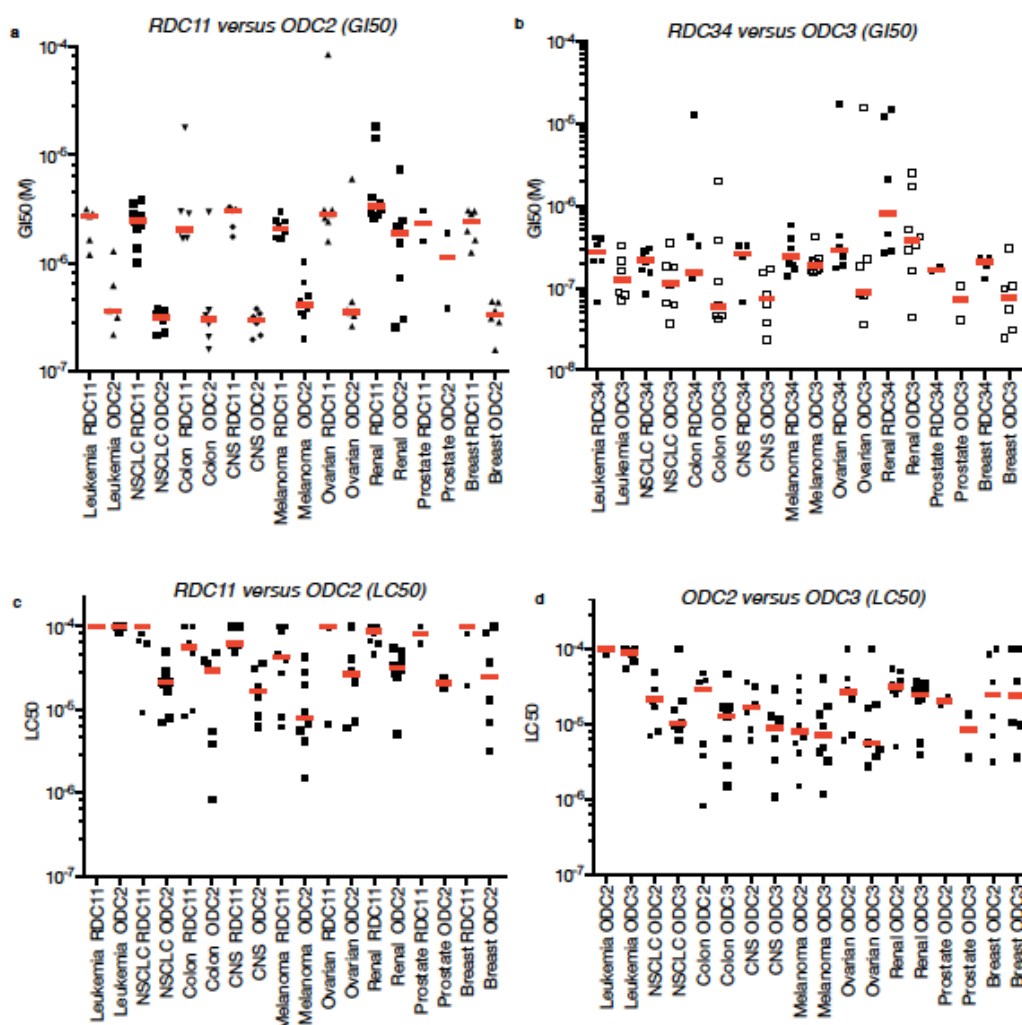 a
RDC11 versus ODC2 (GI50)
GI50 (M)
10-4
10-5
10-6
10-7
Leukemia RDC11
Leukemia ODC2
NSCLC RDC11
NSCLC ODC2
Colon RDC11
Colon ODC2
CNS RDC11
CNS ODC2
Melanoma RDC11
Melanoma ODC2
Ovarian RDC11
Ovarian ODC2
Renal RDC11
Renal ODC2
Prostate RDC11
Prostate ODC2
Breast RDC11
Breast ODC2
b
RDC34 versus ODC3 (GI50)
GI50 (M)
10-4
10-5
10-6
10-7
10-8
Leukemia RDC34
Leukemia ODC3
NSCLC RDC34
NSCLC ODC3
Colon RDC34
Colon ODC3
CNS RDC34
CNS ODC3
Melanoma RDC34
Melanoma ODC3
Ovarian RDC34
Ovarian ODC3
Renal RDC34
Renal ODC3
Prostate RDC34
Prostate ODC3
Breast RDC34
Breast ODC3
c
RDC11 versus ODC2 (LC50)
LC50
10-4
10-5
10-6
10-7
Leukemia RDC11
Leukemia ODC2
NSCLC RDC11
NSCLC ODC2
Colon RDC11
Colon ODC2
CNS RDC11
CNS ODC2
Melanoma RDC11
Melanoma ODC2
Ovarian RDC11
Ovarian ODC2
Renal RDC11
Renal ODC2
Prostate RDC11
Prostate ODC2
Breast RDC11
Breast ODC2
d
ODC2 versus ODC3 (LC50)
LC50
10-4
10-5
10-6
10-7
Leukemia ODC2
Leukemia ODC3
NSCLC ODC2
NSCLC ODC3
Colon ODC2
Colon ODC3
CNS ODC2
CNS ODC3
Melanoma ODC2
Melanoma ODC3
Ovarian ODC2
Ovarian ODC3
Renal ODC2
Renal ODC3
Prostate ODC2
Prostate ODC3
Breast ODC2
Breast ODC3